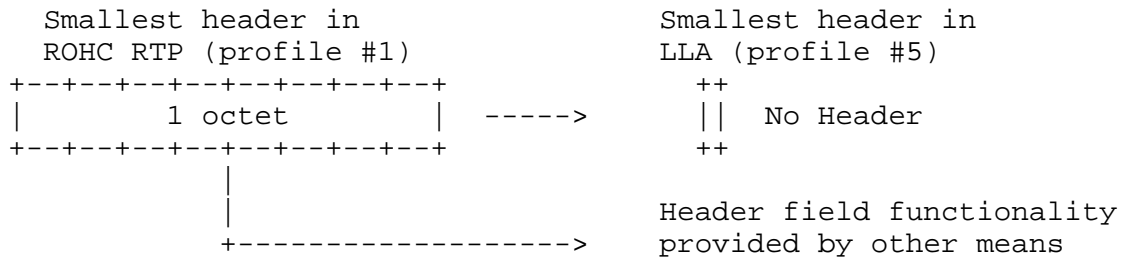 Smallest header in                            Smallest header in
ROHC RTP (profile #1)                         LLA (profile #5)
+--+--+--+--+--+--+--+--+                     ++
|        1 octet        |  ----->             ||  No Header
+--+--+--+--+--+--+--+--+                     ++
            |
            |                                 Header field functionality
            +------------------->             provided by other means